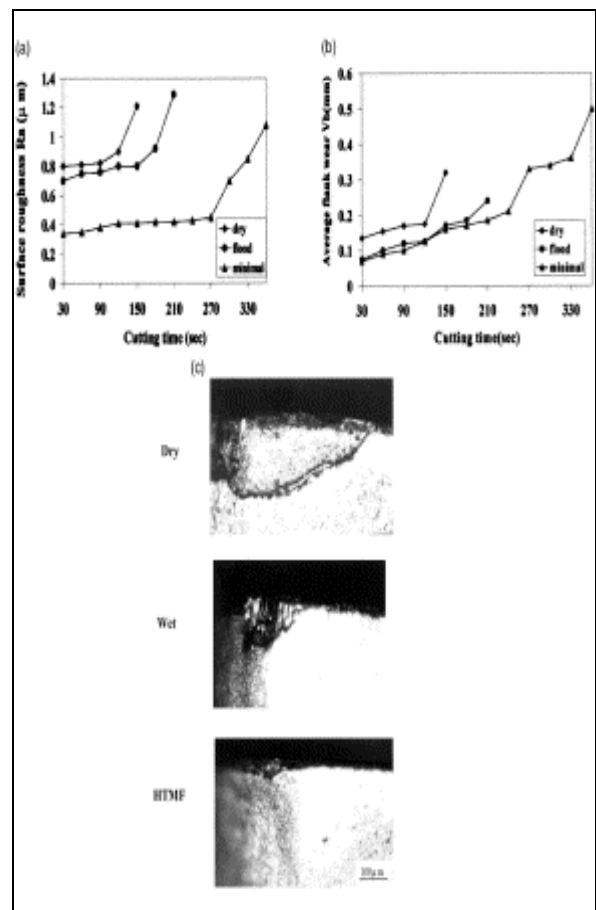 (a)
Surface roughness Ra (μ m)
1.4
1.2
1
0.8
0.6
0.4
0.2
0
30 90 150 210 270 330
Cutting time (sec)
dry
flood
minimal
(b)
Average flank wear Vb(mm)
0.6
0.5
0.4
0.3
0.2
0.1
0
30 90 150 210 270 330
Cutting time(sec)
dry
flood
minimal
(c)
Dry
Wet
HTMF